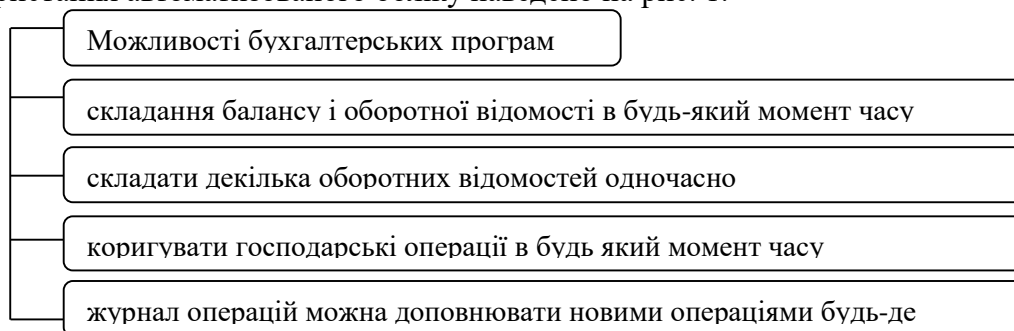 автоматизованого обліку наведено на рис. 1.
Можливості бухгалтерських програм
складання балансу і оборотної відомості в будь-який момент часу
складати декілька оборотних відомостей одночасно
коригувати господарські операції в будь який момент часу
журнал операцій можна доповнювати новими операціями будь-де